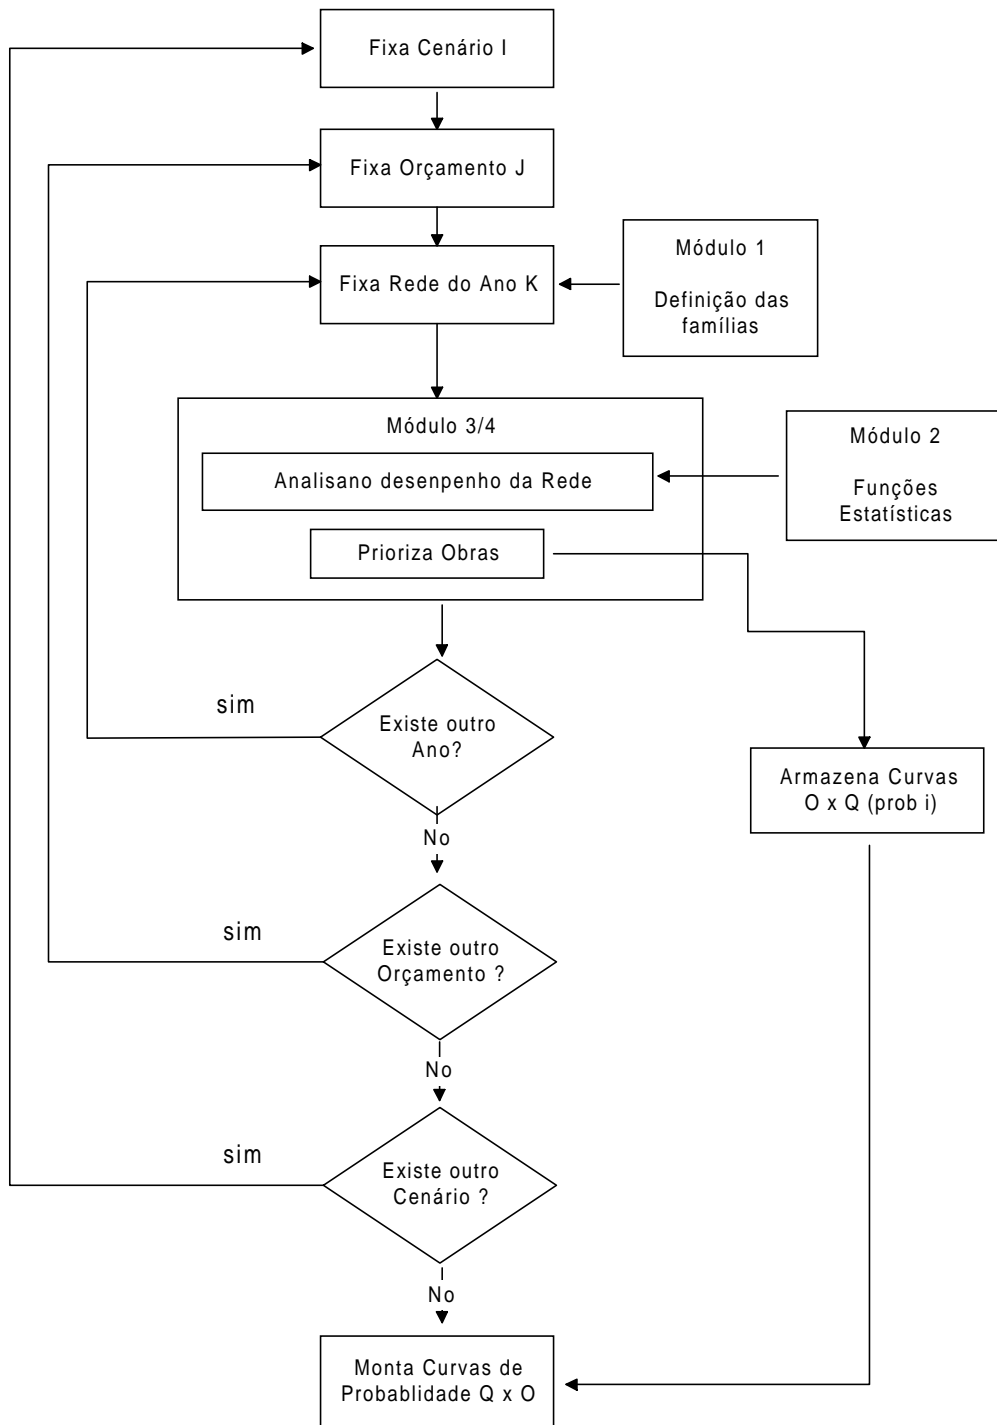 Fixa Cenário I
Fixa Orçamento J
Fixa Rede do Ano K
Módulo 1
Definição das
famílias
Módulo 3/4
Analisano desenpenho da Rede
Prioriza Obras
Módulo 2
Funções
Estatísticas
sim
Existe outro
Ano?
No
Armazena Curvas
O x Q (prob i)
sim
Existe outro
Orçamento ?
No
sim
Existe outro
Cenário ?
No
Monta Curvas de
Probablidade Q x O